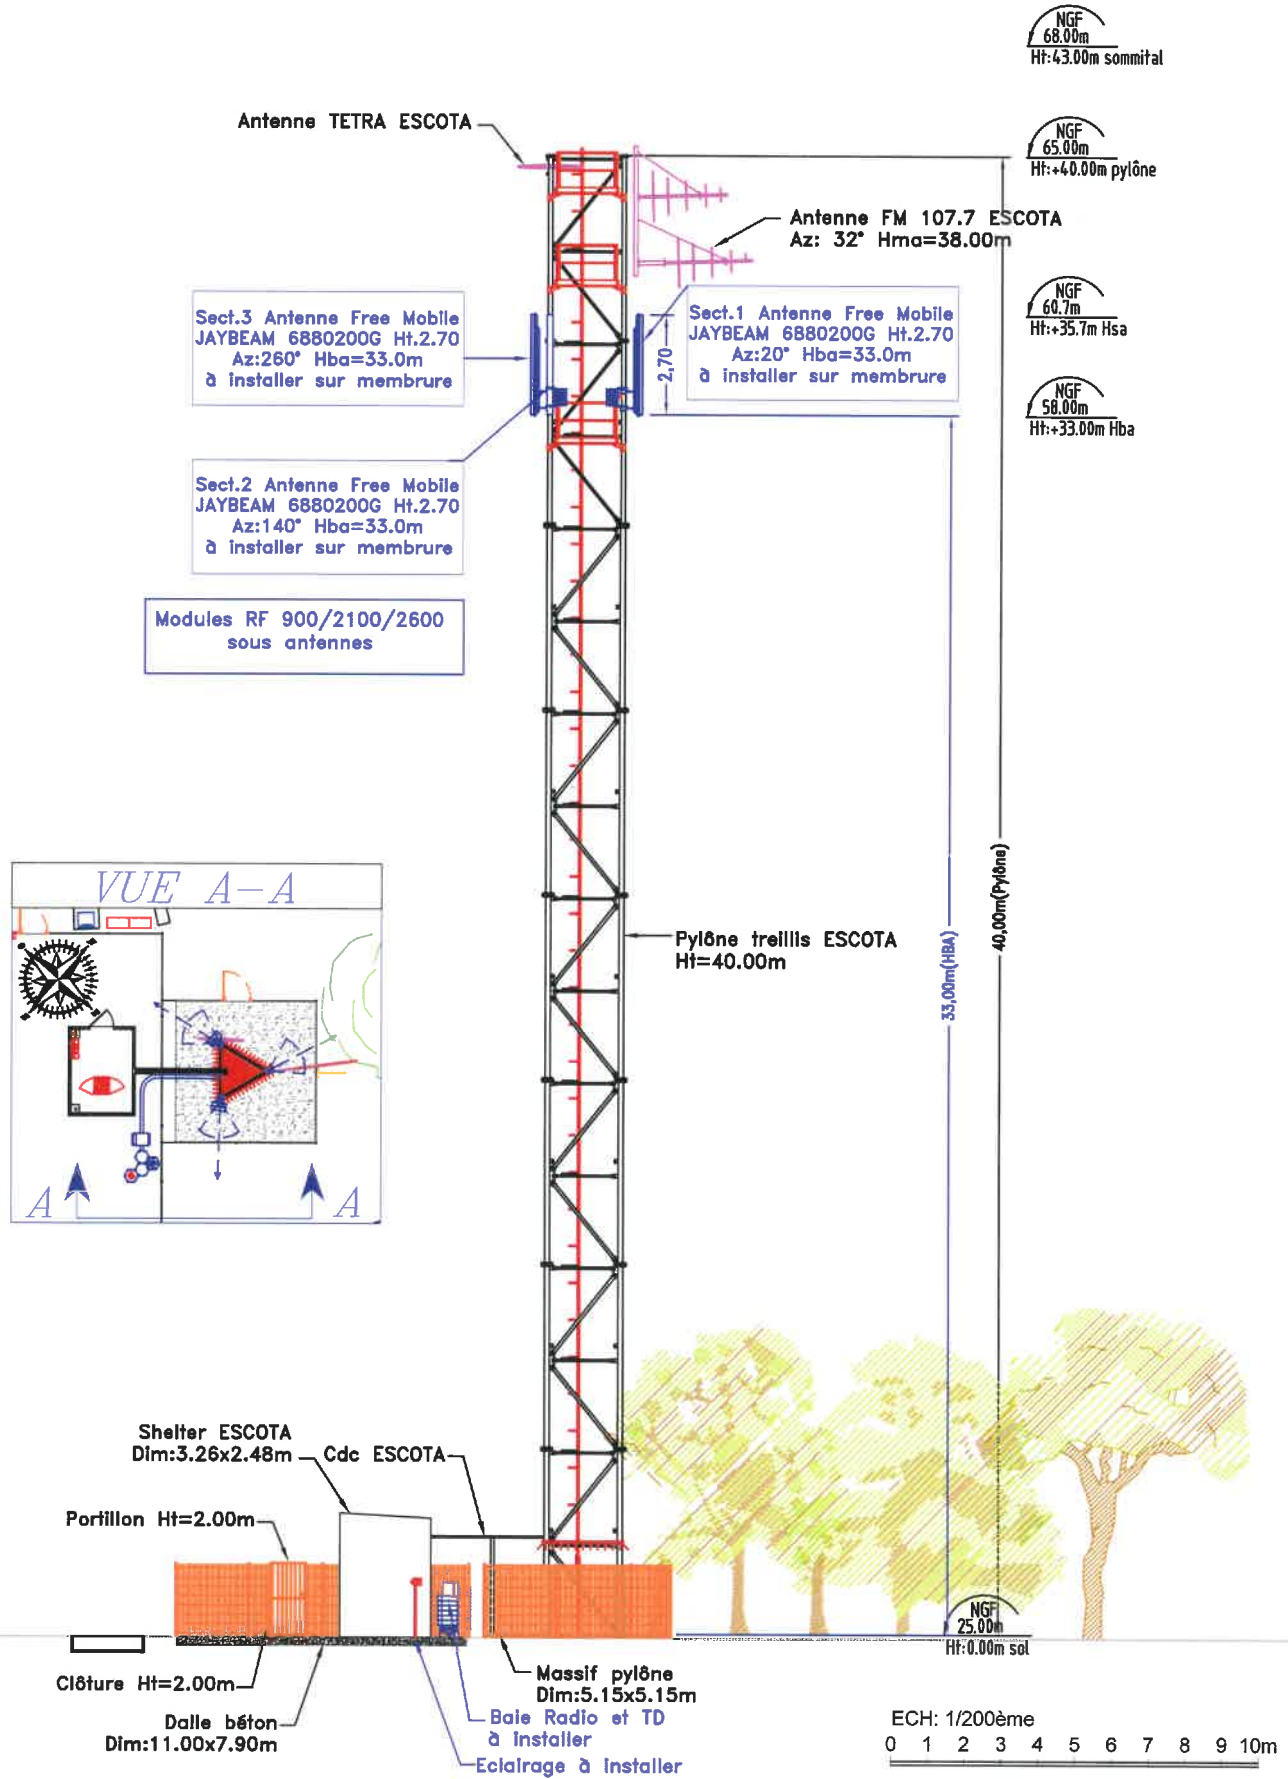 NGF
68.00m
Ht:43.00m sommital
Antenne TETRA ESCOTA
NGF
65.00m
Ht:+40.00m pylône
Antenne FM 107.7 ESCOTA
Az: 32° Hma=38.00m
NGF
60.7m
Ht:+35.7m Hsa
Sect.3 Antenne Free Mobile
JAYBEAM 6880200G Ht.2.70
Az:260° Hba=33.0m
à installer sur membrure
2,70
Sect.1 Antenne Free Mobile
JAYBEAM 6880200G Ht.2.70
Az:20° Hba=33.0m
à installer sur membrure
NGF
58.00m
Ht:+33.00m Hba
Sect.2 Antenne Free Mobile
JAYBEAM 6880200G Ht.2.70
Az:140° Hba=33.0m
à installer sur membrure
Modules RF 900/2100/2600
sous antennes
VUE A-A
A A
Pylône treillis ESCOTA
Ht=40.00m
33,00m(HBA)
40,00m(Pylône)
Shelter ESCOTA
Dim:3.26x2.48m
Cdc ESCOTA
Portillon Ht=2.00m
NGF
25.00m
Ht:0.00m sol
Clôture Ht=2.00m
Massif pylône
Dim:5.15x5.15m
Dalle béton
Dim:11.00x7.90m
Baie Radio et TD
à installer
Eclairage à installer
ECH: 1/200ème
0 1 2 3 4 5 6 7 8 9 10m